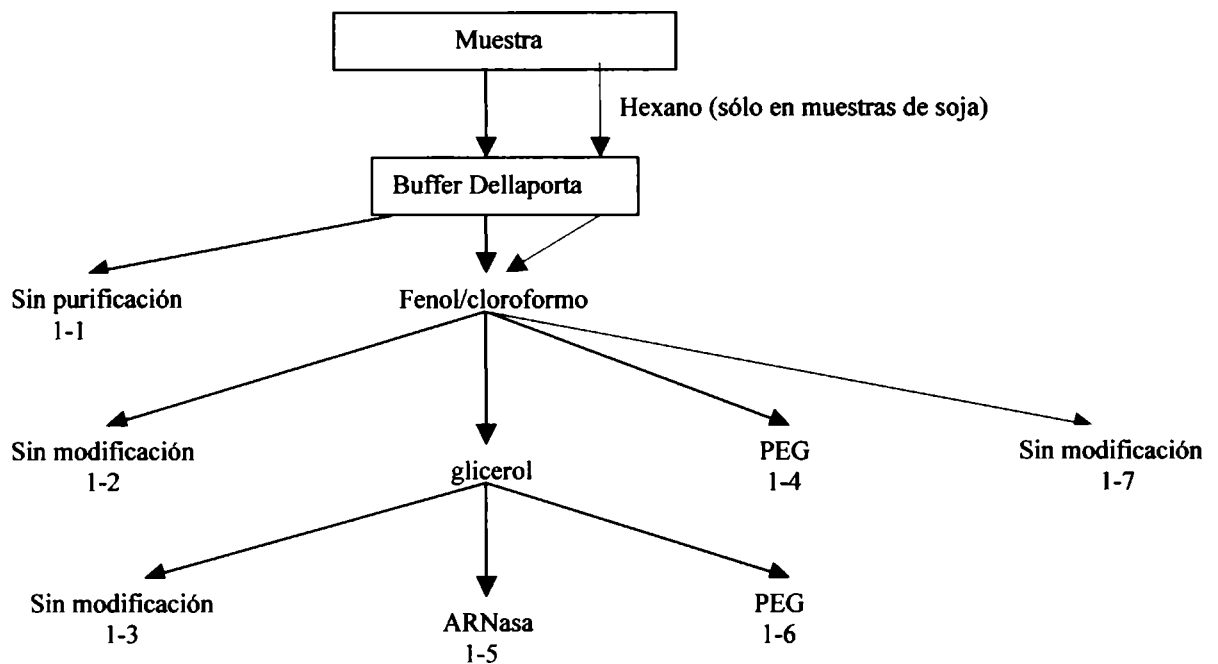 Muestra
Hexano (sólo en muestras de soja)
Buffer Dellaporta
Sin purificación
1-1
Fenol/cloroformo
Sin modificación
1-2
glicerol
PEG
1-4
Sin modificación
1-7
Sin modificación
1-3
ARNasa
1-5
PEG
1-6